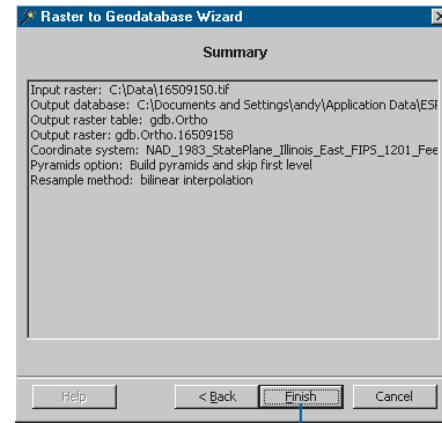 Raster to Geodatabase Wizard
Summary
Input raster: C:\Data\16509150.tif
Output database: C:\Documents and Settings\andy\Application Data\ESF
Output raster table: gdb.Ortho
Output raster: gdb.Ortho.16509158
Coordinate system: NAD_1983_StatePlane_Illinois_East_FIPS_1201_Fee
Pyramids option: Build pyramids and skip first level
Resample method: bilinear interpolation
Help
< Back
Finish
Cancel